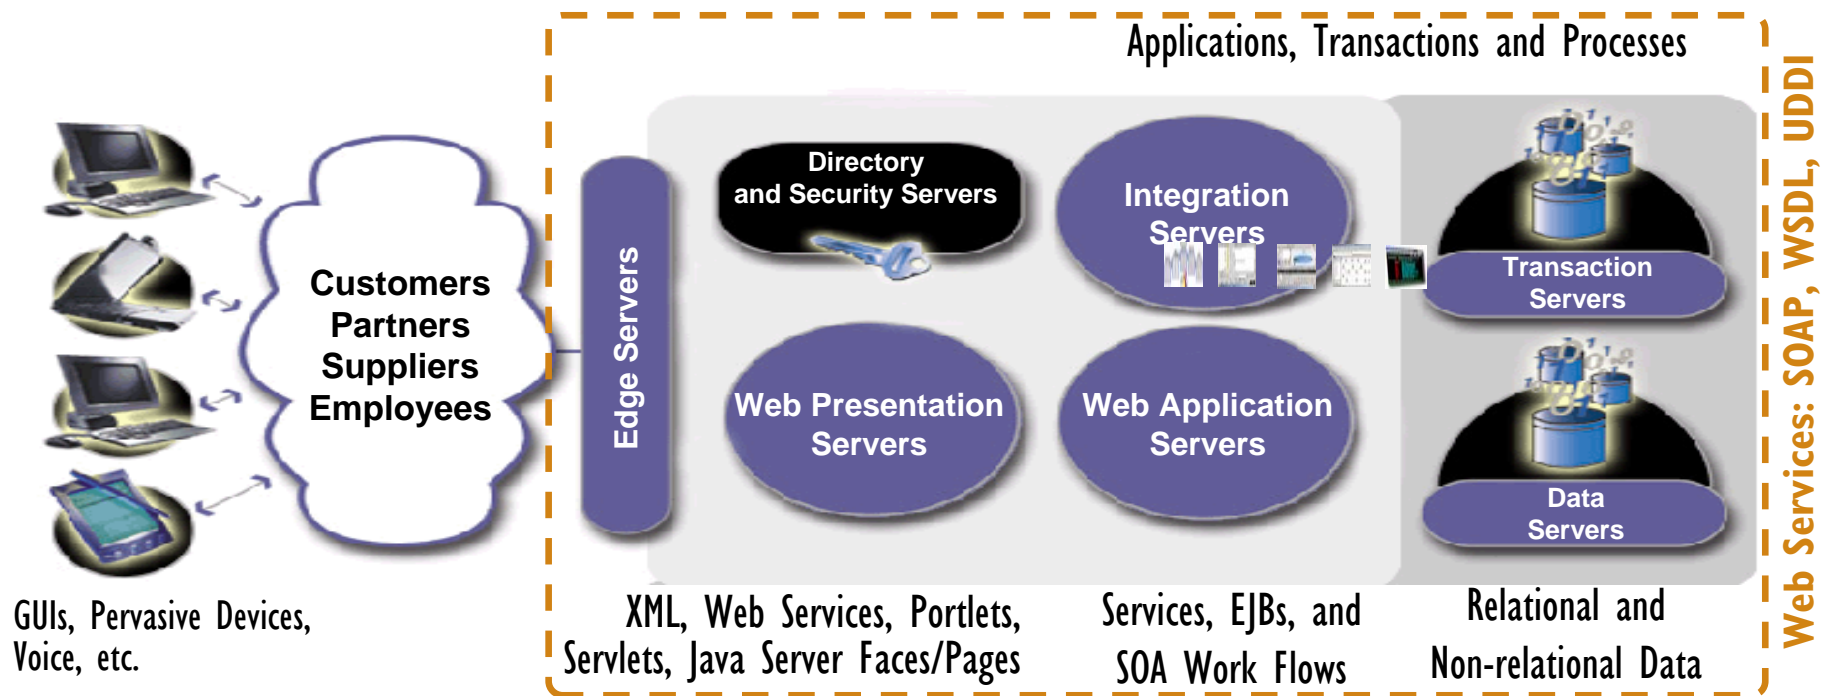 Applications, Transactions and Processes
Customers
Partners
Suppliers
Employees
Edge Servers
Directory
and Security Servers
Integration
Servers
Web Presentation
Servers
Web Application
Servers
Transaction
Servers
Data
Servers
GUIs, Pervasive Devices,
Voice, etc.
XML, Web Services, Portlets,
Servlets, Java Server Faces/Pages
Services, EJBs, and
SOA Work Flows
Relational and
Non-relational Data
Web Services: SOAP, WSDL, UDDI